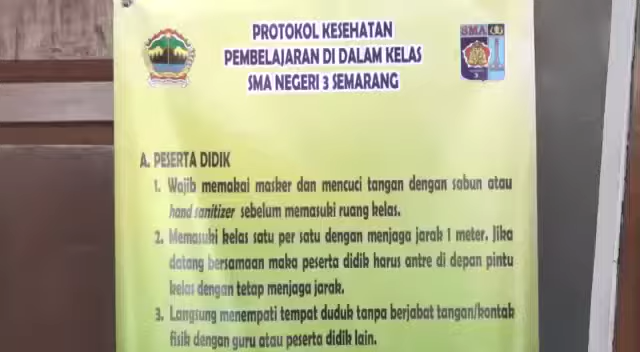 PROTOKOL KESEHATAN
PEMBELAJARAN DI DALAM KELAS
SMA NEGERI 3 SEMARANG
SMA
3
A. PESERTA DIDIK
1. Wajib memakai masker dan mencuci tangan dengan sabun atau
hand sanitizer sebelum memasuki ruang kelas.
2. Memasuki kelas satu per satu dengan menjaga jarak 1 meter. Jika
datang bersamaan maka peserta didik harus antre di depan pintu
kelas dengan tetap menjaga jarak.
3. Langsung menempati tempat duduk tanpa berjabat tangan/kontak
fisik dengan guru atau peserta didik lain.